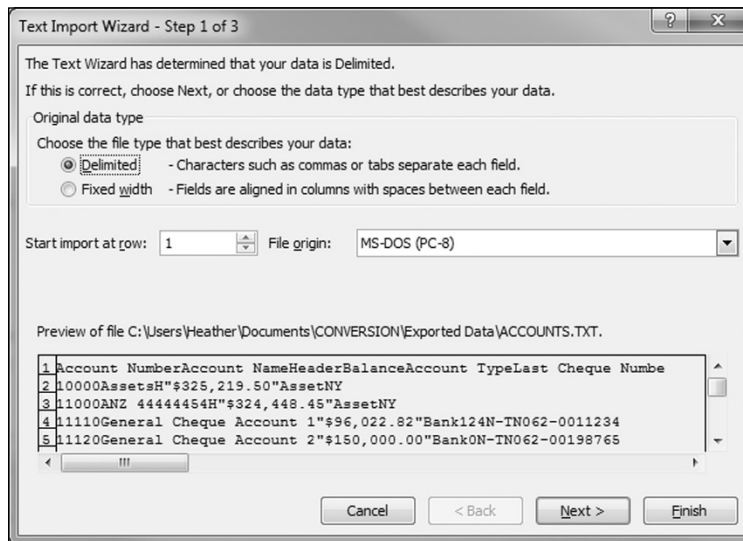 Text Import Wizard - Step 1 of 3
? X
The Text Wizard has determined that your data is Delimited.
If this is correct, choose Next, or choose the data type that best describes your data.
Original data type
Choose the file type that best describes your data:
Delimited - Characters such as commas or tabs separate each field.
Fixed width - Fields are aligned in columns with spaces between each field.
Start import at row: 1 File origin: MS-DOS (PC-8)
Preview of file C:\Users\Heather\Documents\CONVERSION\Exported Data\ACCOUNTS.TXT.
1 Account NumberAccount NameHeaderBalanceAccount TypeLast Cheque Numbe
2 10000AssetsH"$325,219.50"AssetNY
3 11000ANZ 44444454H"$324,448.45"AssetNY
4 11110General Cheque Account 1"$96,022.82"Bank124N-TN062-0011234
5 11120General Cheque Account 2"$150,000.00"Bank0N-TN062-00198765
Cancel < Back Next > Finish